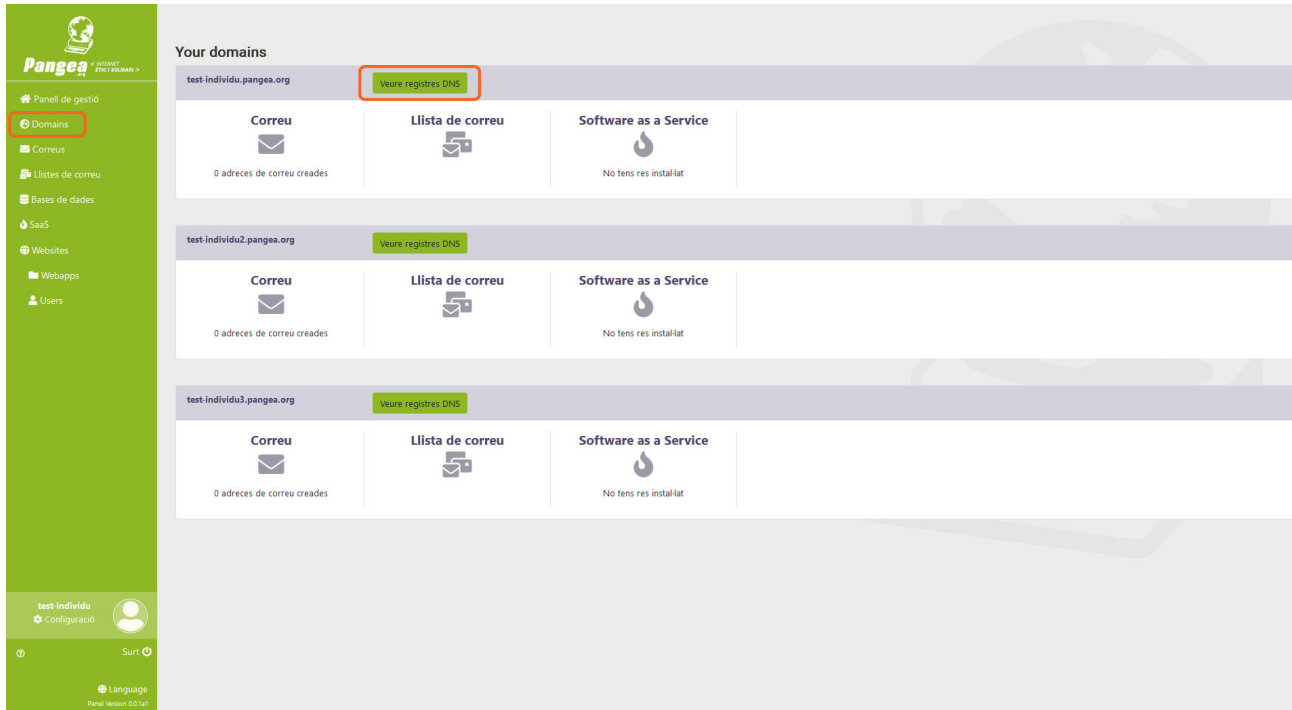 Pangea
.org
< INTERNET
ÈTIC I SOLIDARI >
Panell de gestió
Domains
Correus
Llistes de correu
Bases de dades
SaaS
Websites
Webapps
Users
test-individu
Configuració
Surt
Language
Panel Version 0.0.1a1
Your domains
test-individu.pangea.org
Veure registres DNS
Correu
0 adreces de correu creades
Llista de correu
Software as a Service
No tens res instal·lat
test-individu2.pangea.org
Veure registres DNS
Correu
0 adreces de correu creades
Llista de correu
Software as a Service
No tens res instal·lat
test-individu3.pangea.org
Veure registres DNS
Correu
0 adreces de correu creades
Llista de correu
Software as a Service
No tens res instal·lat